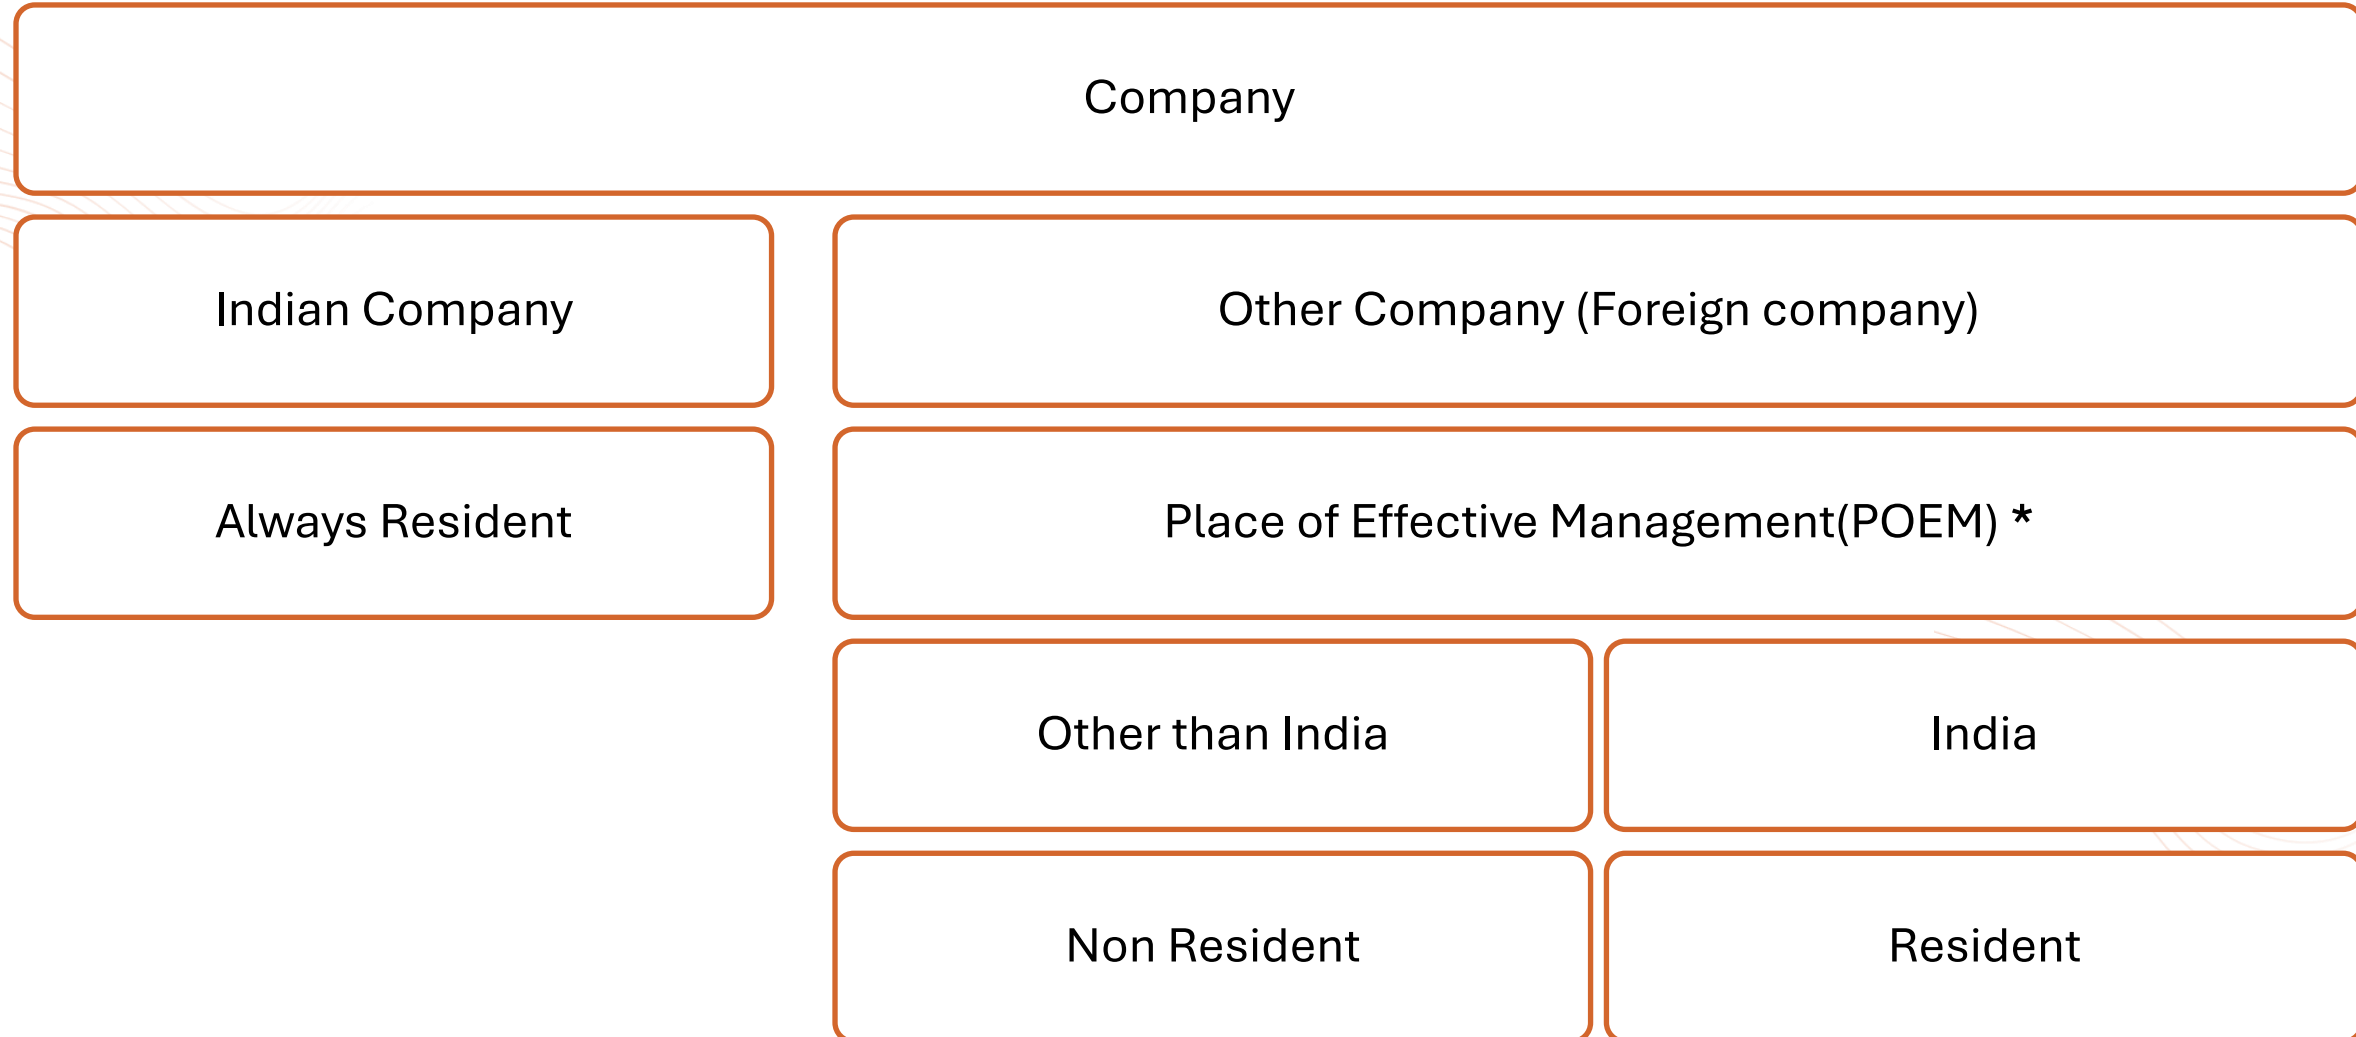 Company
Indian Company
Other Company (Foreign company)
Always Resident
Place of Effective Management(POEM) *
Other than India
India
Non Resident
Resident